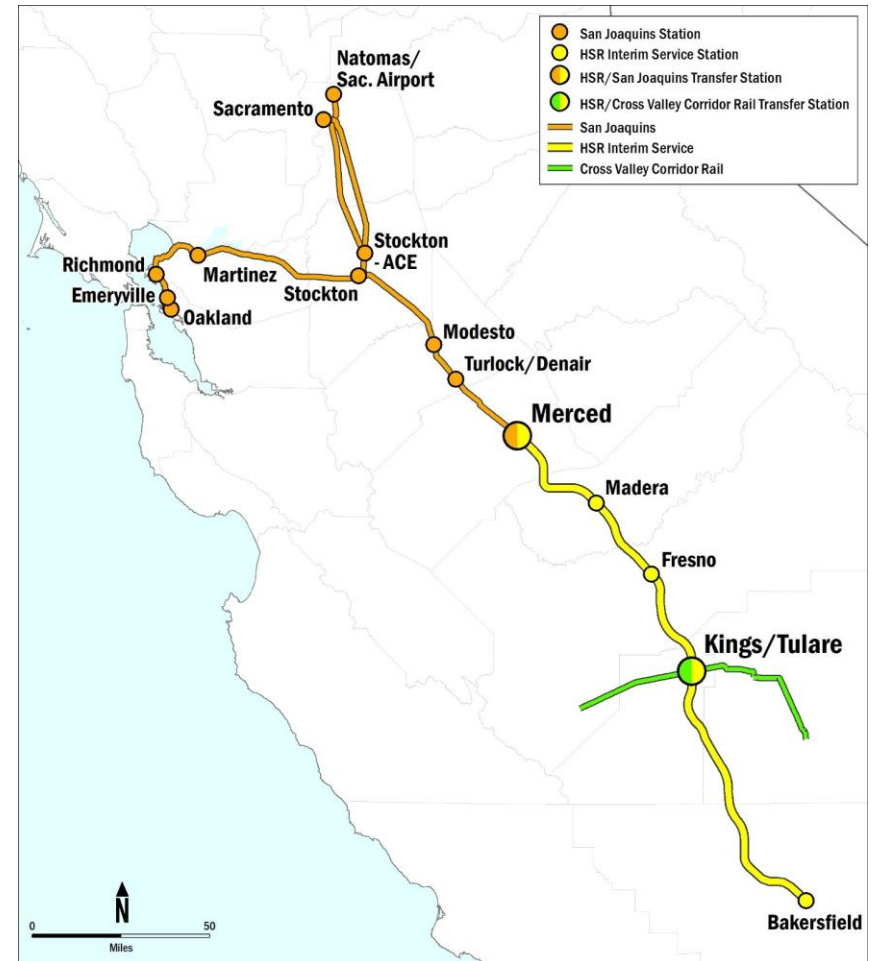 San Joaquins Station
HSR Interim Service Station
HSR/San Joaquins Transfer Station
HSR/Cross Valley Corridor Rail Transfer Station
San Joaquins
HSR Interim Service
Cross Valley Corridor Rail
Natomas/
Sac. Airport
Sacramento
Stockton
- ACE
Richmond
Martinez
Stockton
Emeryville
Oakland
Modesto
Turlock/Denair
Merced
Madera
Fresno
Kings/Tulare
Bakersfield
N
0
50
Miles